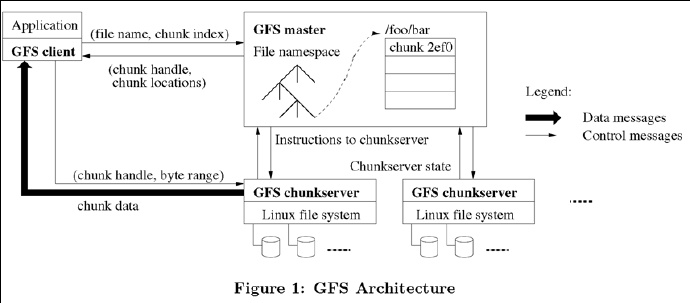 Application
GFS client
(file name, chunk index)
(chunk handle,
chunk locations)
GFS master
File namespace
/foo/bar
chunk 2ef0
Legend:
Data messages
Control messages
Instructions to chunkserver
Chunkserver state
(chunk handle, byte range)
chunk data
GFS chunkserver
Linux file system
GFS chunkserver
Linux file system
Figure 1: GFS Architecture